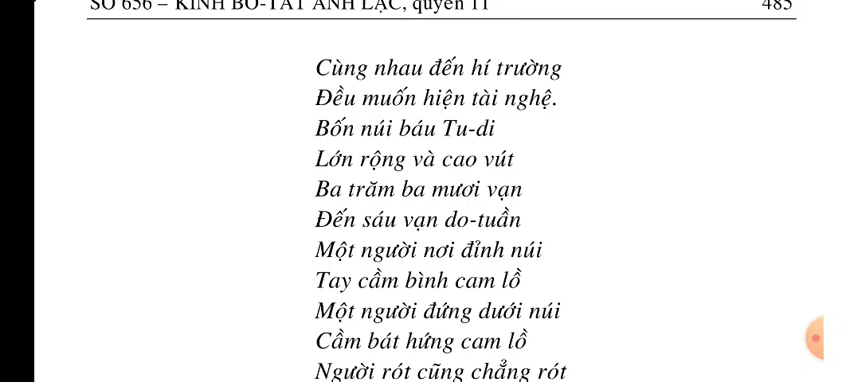 SỐ 656 – KINH BỒ-TÁT ANH LẠC, quyển 11 485
Cùng nhau đến hí trường
Đều muốn hiện tài nghệ.
Bốn núi báu Tu-di
Lớn rộng và cao vút
Ba trăm ba mươi vạn
Đến sáu vạn do-tuần
Một người nơi đỉnh núi
Tay cầm bình cam lồ
Một người đứng dưới núi
Cầm bát hứng cam lồ
Người rót cũng chẳng rót